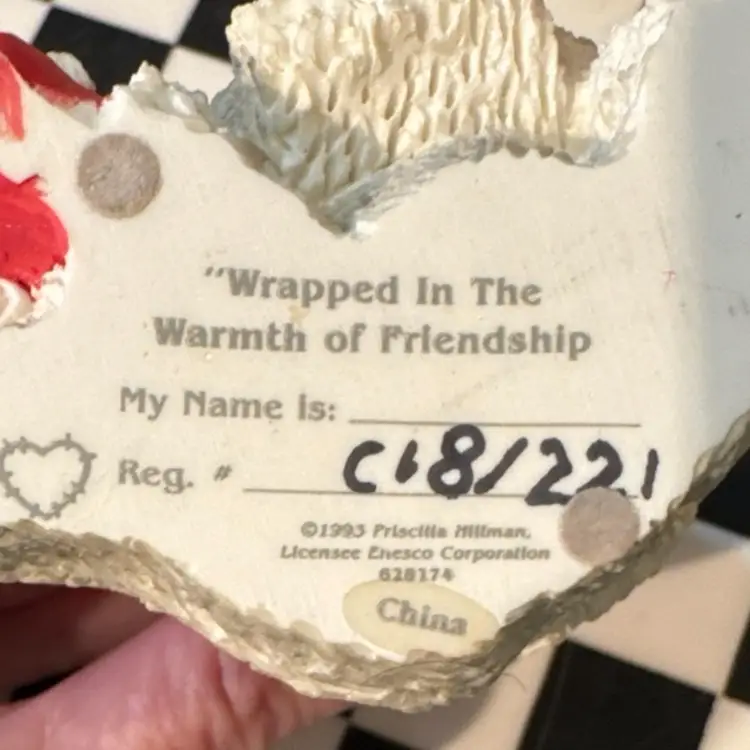 "Wrapped In The
Warmth of Friendship
My Name is:
Reg. # C18/221
©1993 Priscilla Hillman,
Licensee Enesco Corporation
628174
China